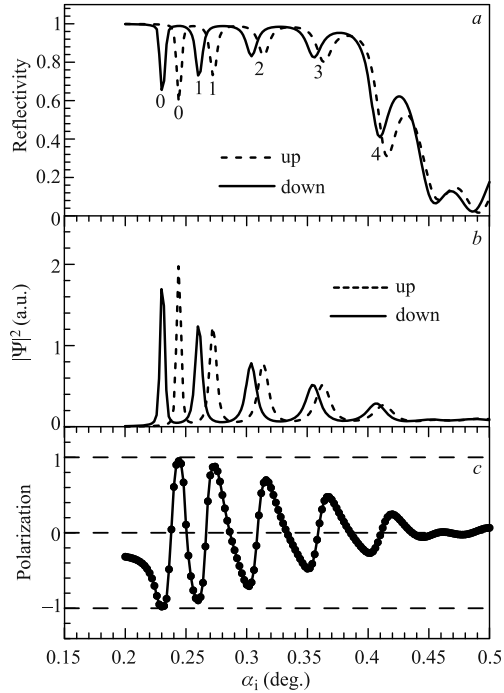 a
1.0
0.8
0.6
0.4
0.2
0
Reflectivity
0
0
1
1
2
3
4
up
down
b
2
1
0
|Ψ|² (a.u.)
up
down
c
1
0
−1
Polarization
0.15
0.2
0.25
0.3
0.35
0.4
0.45
0.5
αᵢ (deg.)